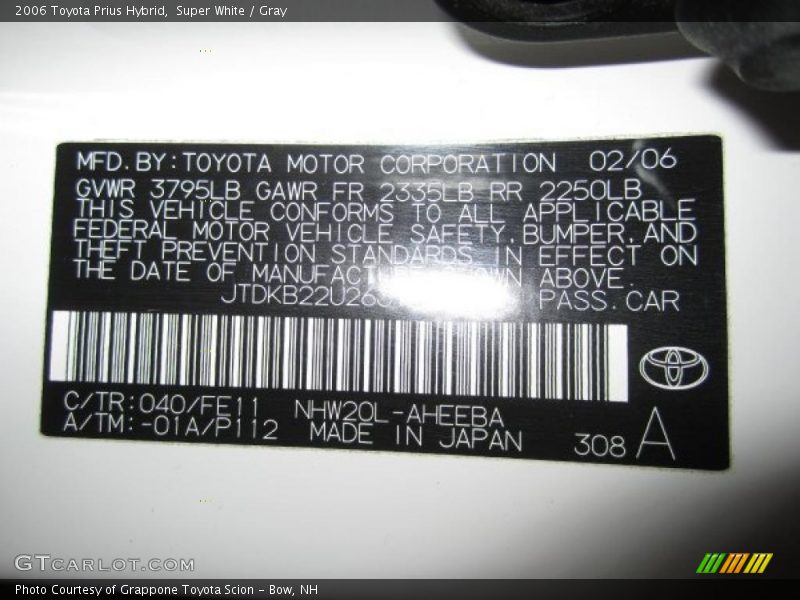 2006 Toyota Prius Hybrid, Super White / Gray
MFD. BY: TOYOTA MOTOR CORPORATION 02/06
GVWR 3795LB GAWR FR 2335LB RR 2250LB
THIS VEHICLE CONFORMS TO ALL APPLICABLE
FEDERAL MOTOR VEHICLE SAFETY, BUMPER, AND
THEFT PREVENTION STANDARDS IN EFFECT ON
THE DATE OF ABOVE.
PASS. CAR
C/TR: 040/FE11 NHW20L-AHEEBA
A/TM: -01A/P112 MADE IN JAPAN 308 A
GTCARLOT.COM
Photo Courtesy of Grappone Toyota Scion - Bow, NH